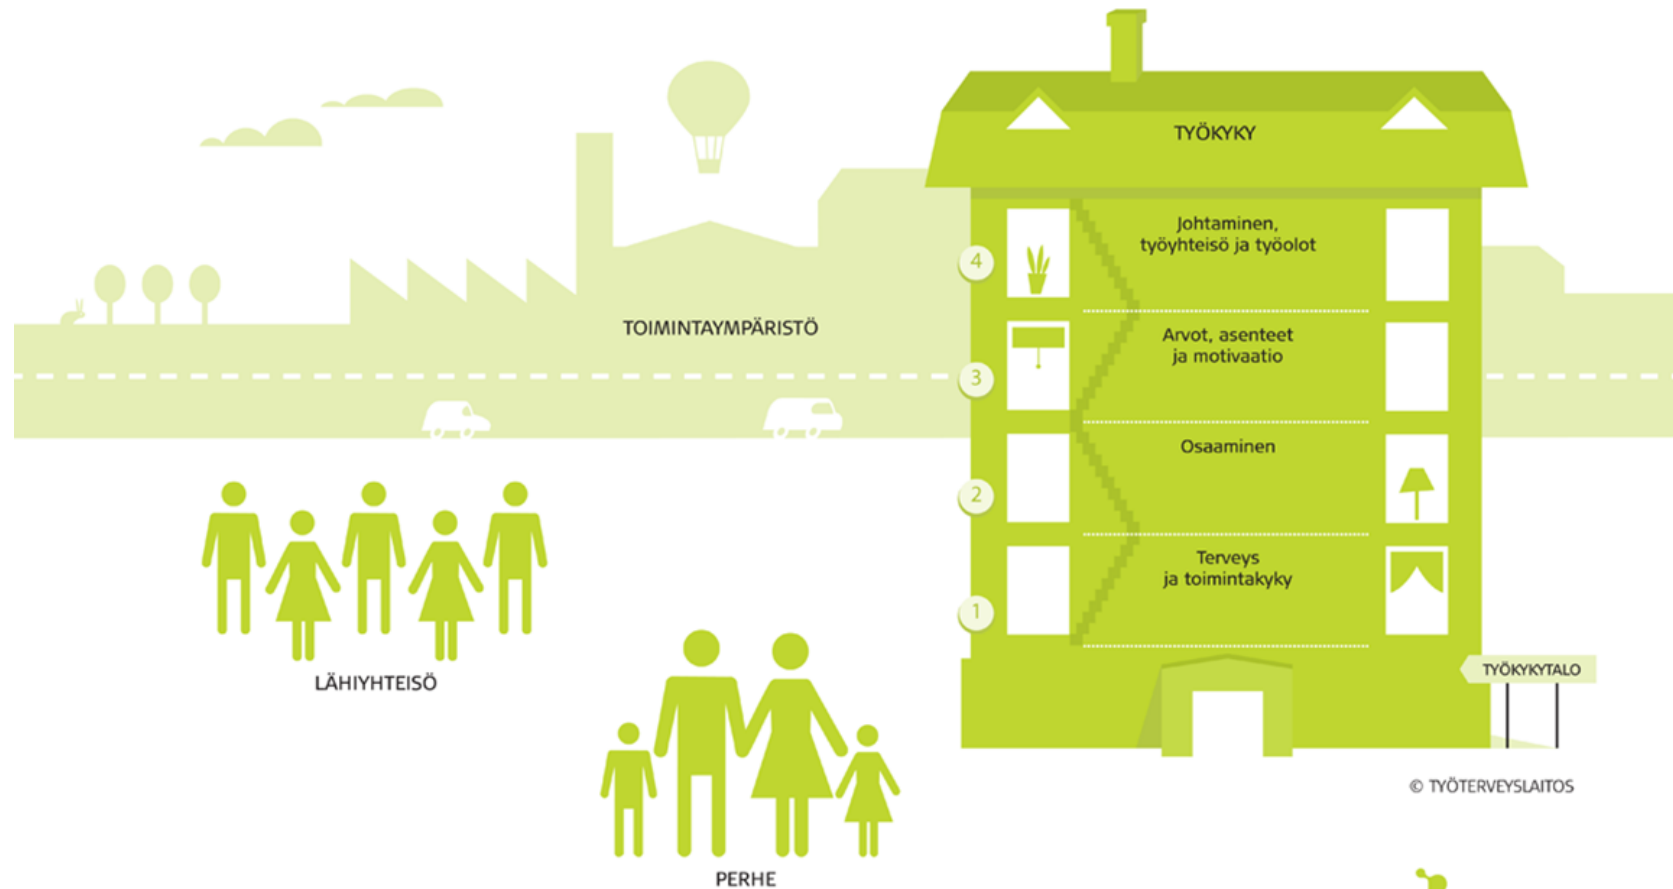 TYÖKYKY
4
Johtaminen,
työyhteisö ja työolot
TOIMINTAYMPÄRISTÖ
3
Arvot, asenteet
ja motivaatio
2
Osaaminen
1
Terveys
ja toimintakyky
TYÖKYKYTALO
LÄHIYHTEISÖ
PERHE
© TYÖTERVEYSLAITOS